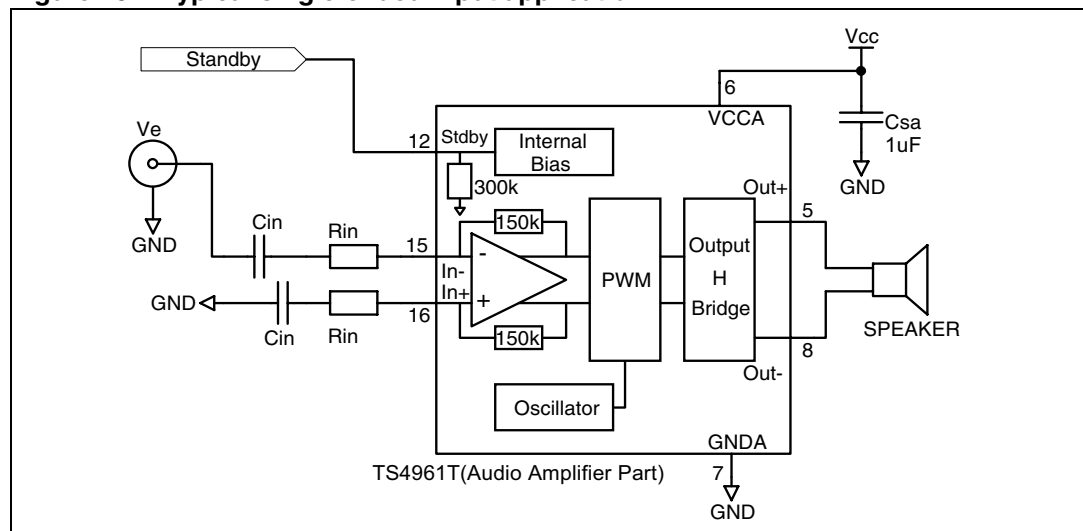 Vcc
Standby
6
VCCA
Csa
1uF
Ve
12
Stdby
Internal
Bias
300k
GND
Out+
5
GND
Cin
Rin
15
150k
In-
-
PWM
Output
H
Bridge
GND
In+
+
16
Cin
Rin
150k
SPEAKER
8
Out-
Oscillator
GNDA
TS4961T(Audio Amplifier Part)
7
GND